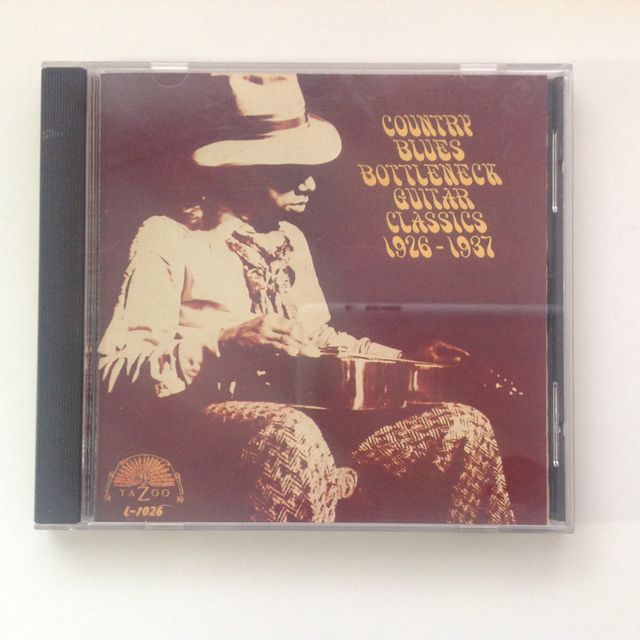 COUNTRY
BLUES
BOTTLENECK
GUITAR
CLASSICS
1926-1937
YAZOO
L-1026